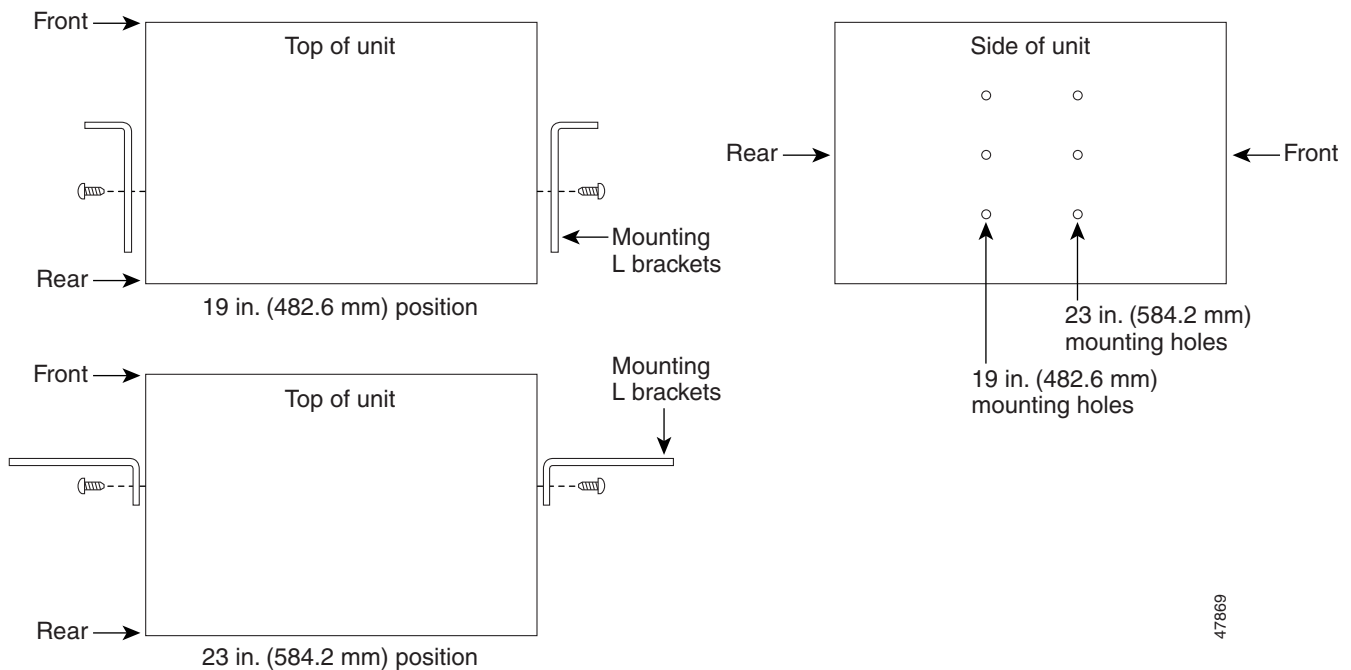 Front
Top of unit
Mounting
L brackets
Rear
19 in. (482.6 mm) position
Side of unit
Rear
Front
23 in. (584.2 mm)
mounting holes
19 in. (482.6 mm)
mounting holes
Front
Top of unit
Mounting
L brackets
Rear
23 in. (584.2 mm) position
47869